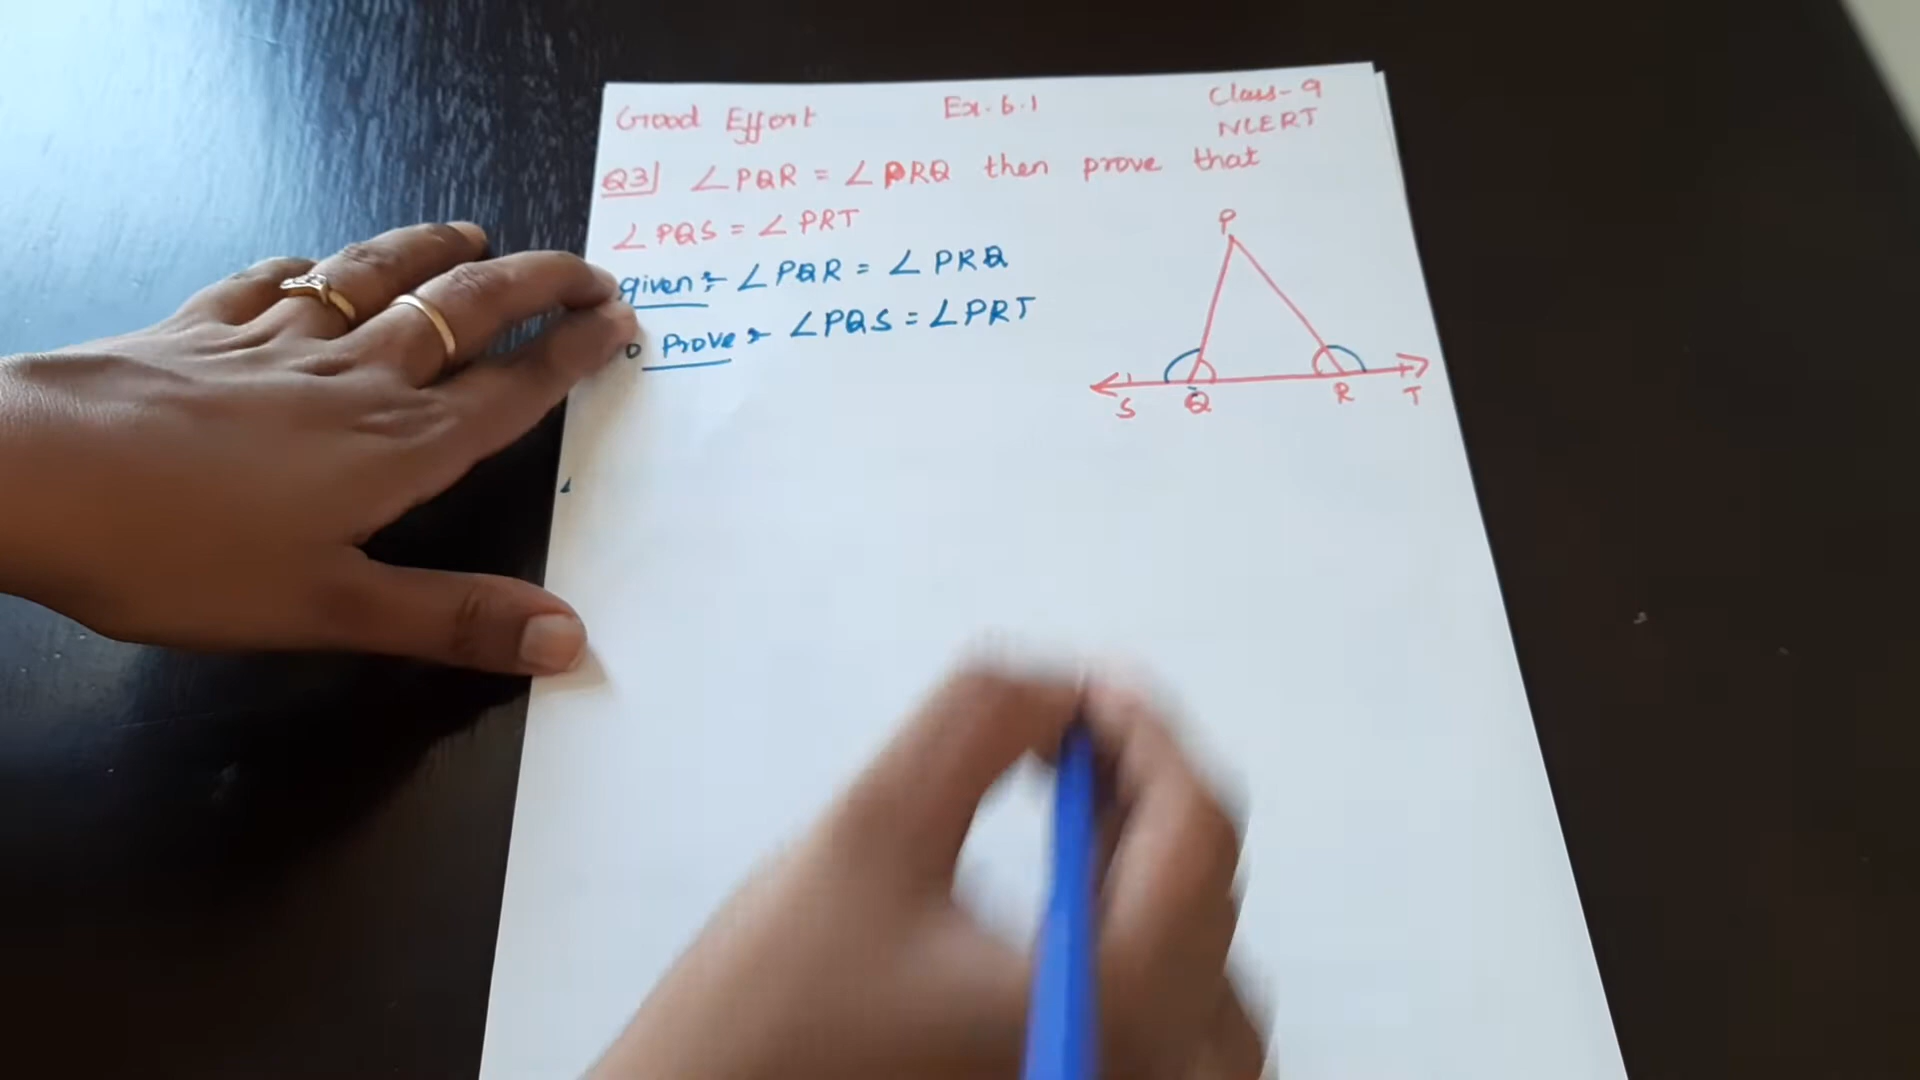 Good Effort Ex. 6.1 Class-9
NCERT
Q3) ∠PQR = ∠PRQ then prove that
∠PQS = ∠PRT
given :- ∠PQR = ∠PRQ
o Prove :- ∠PQS = ∠PRT
P
S Q R T